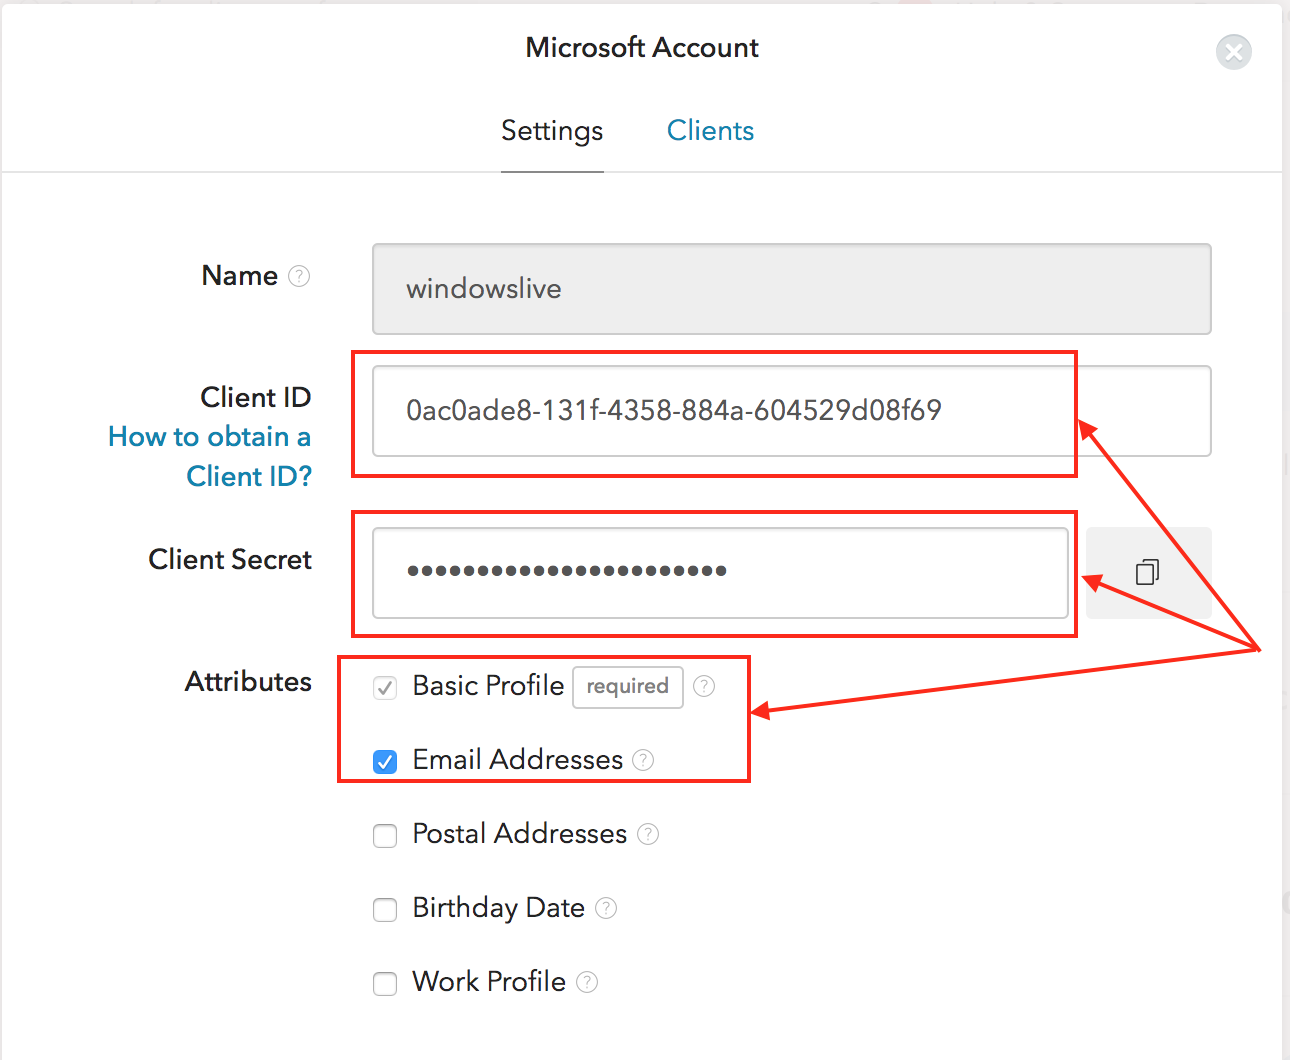 Microsoft Account
Settings Clients
Name ?
windowslive
Client ID
How to obtain a
Client ID?
0ac0ade8-131f-4358-884a-604529d08f69
Client Secret
••••••••••••••••••••••••
Attributes
Basic Profile required ?
Email Addresses ?
Postal Addresses ?
Birthday Date ?
Work Profile ?